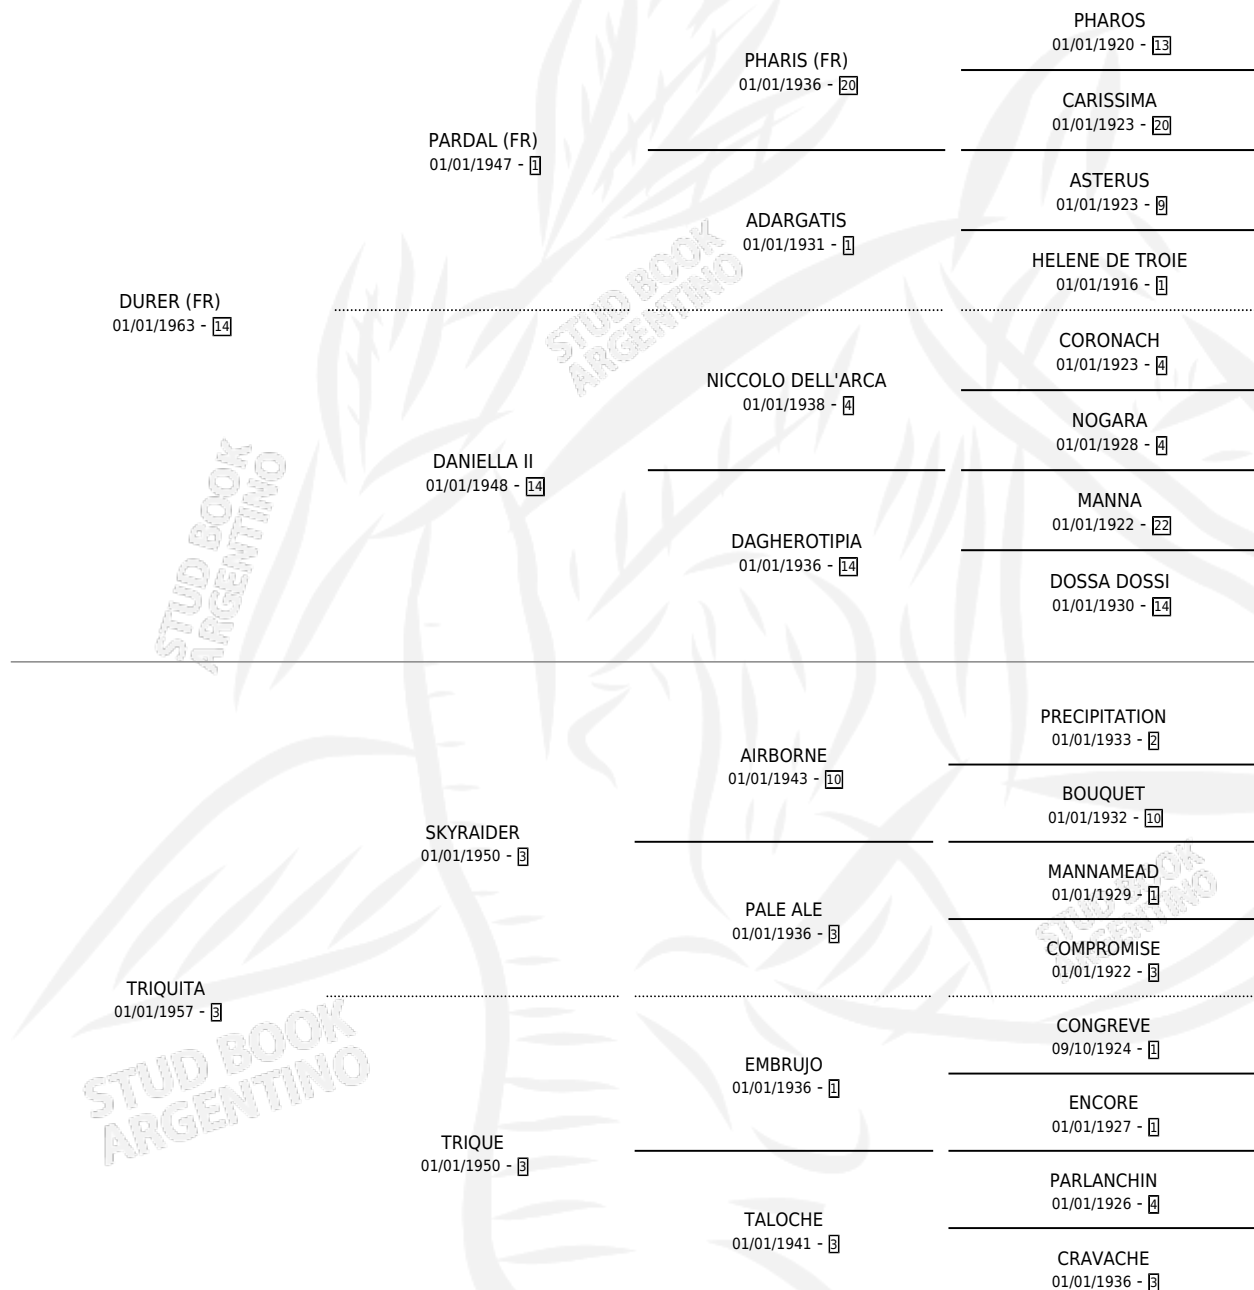 PHAROS
01/01/1920 - 13
PHARIS (FR)
01/01/1936 - 20
CARISSIMA
01/01/1923 - 20
PARDAL (FR)
01/01/1947 - 1
ASTERUS
01/01/1923 - 9
ADARGATIS
01/01/1931 - 1
HELENE DE TROIE
01/01/1916 - 1
DURER (FR)
01/01/1963 - 14
CORONACH
01/01/1923 - 4
NICCOLO DELL'ARCA
01/01/1938 - 4
NOGARA
01/01/1928 - 4
DANIELLA II
01/01/1948 - 14
MANNA
01/01/1922 - 22
DAGHEROTIPIA
01/01/1936 - 14
DOSSA DOSSI
01/01/1930 - 14
STUD BOOK
ARGENTINO
STUD BOOK
ARGENTINO
PRECIPITATION
01/01/1933 - 2
AIRBORNE
01/01/1943 - 10
BOUQUET
01/01/1932 - 10
SKYRAIDER
01/01/1950 - 3
MANNAMEAD
01/01/1929 - 1
PALE ALE
01/01/1936 - 3
COMPROMISE
01/01/1922 - 3
TRIQUITA
01/01/1957 - 3
CONGREVE
09/10/1924 - 1
EMBRUJO
01/01/1936 - 1
ENCORE
01/01/1927 - 1
TRIQUE
01/01/1950 - 3
PARLANCHIN
01/01/1926 - 4
TALOCHE
01/01/1941 - 3
CRAVACHE
01/01/1936 - 3
STUD BOOK
ARGENTINO
STUD BOOK
ARGENTINO